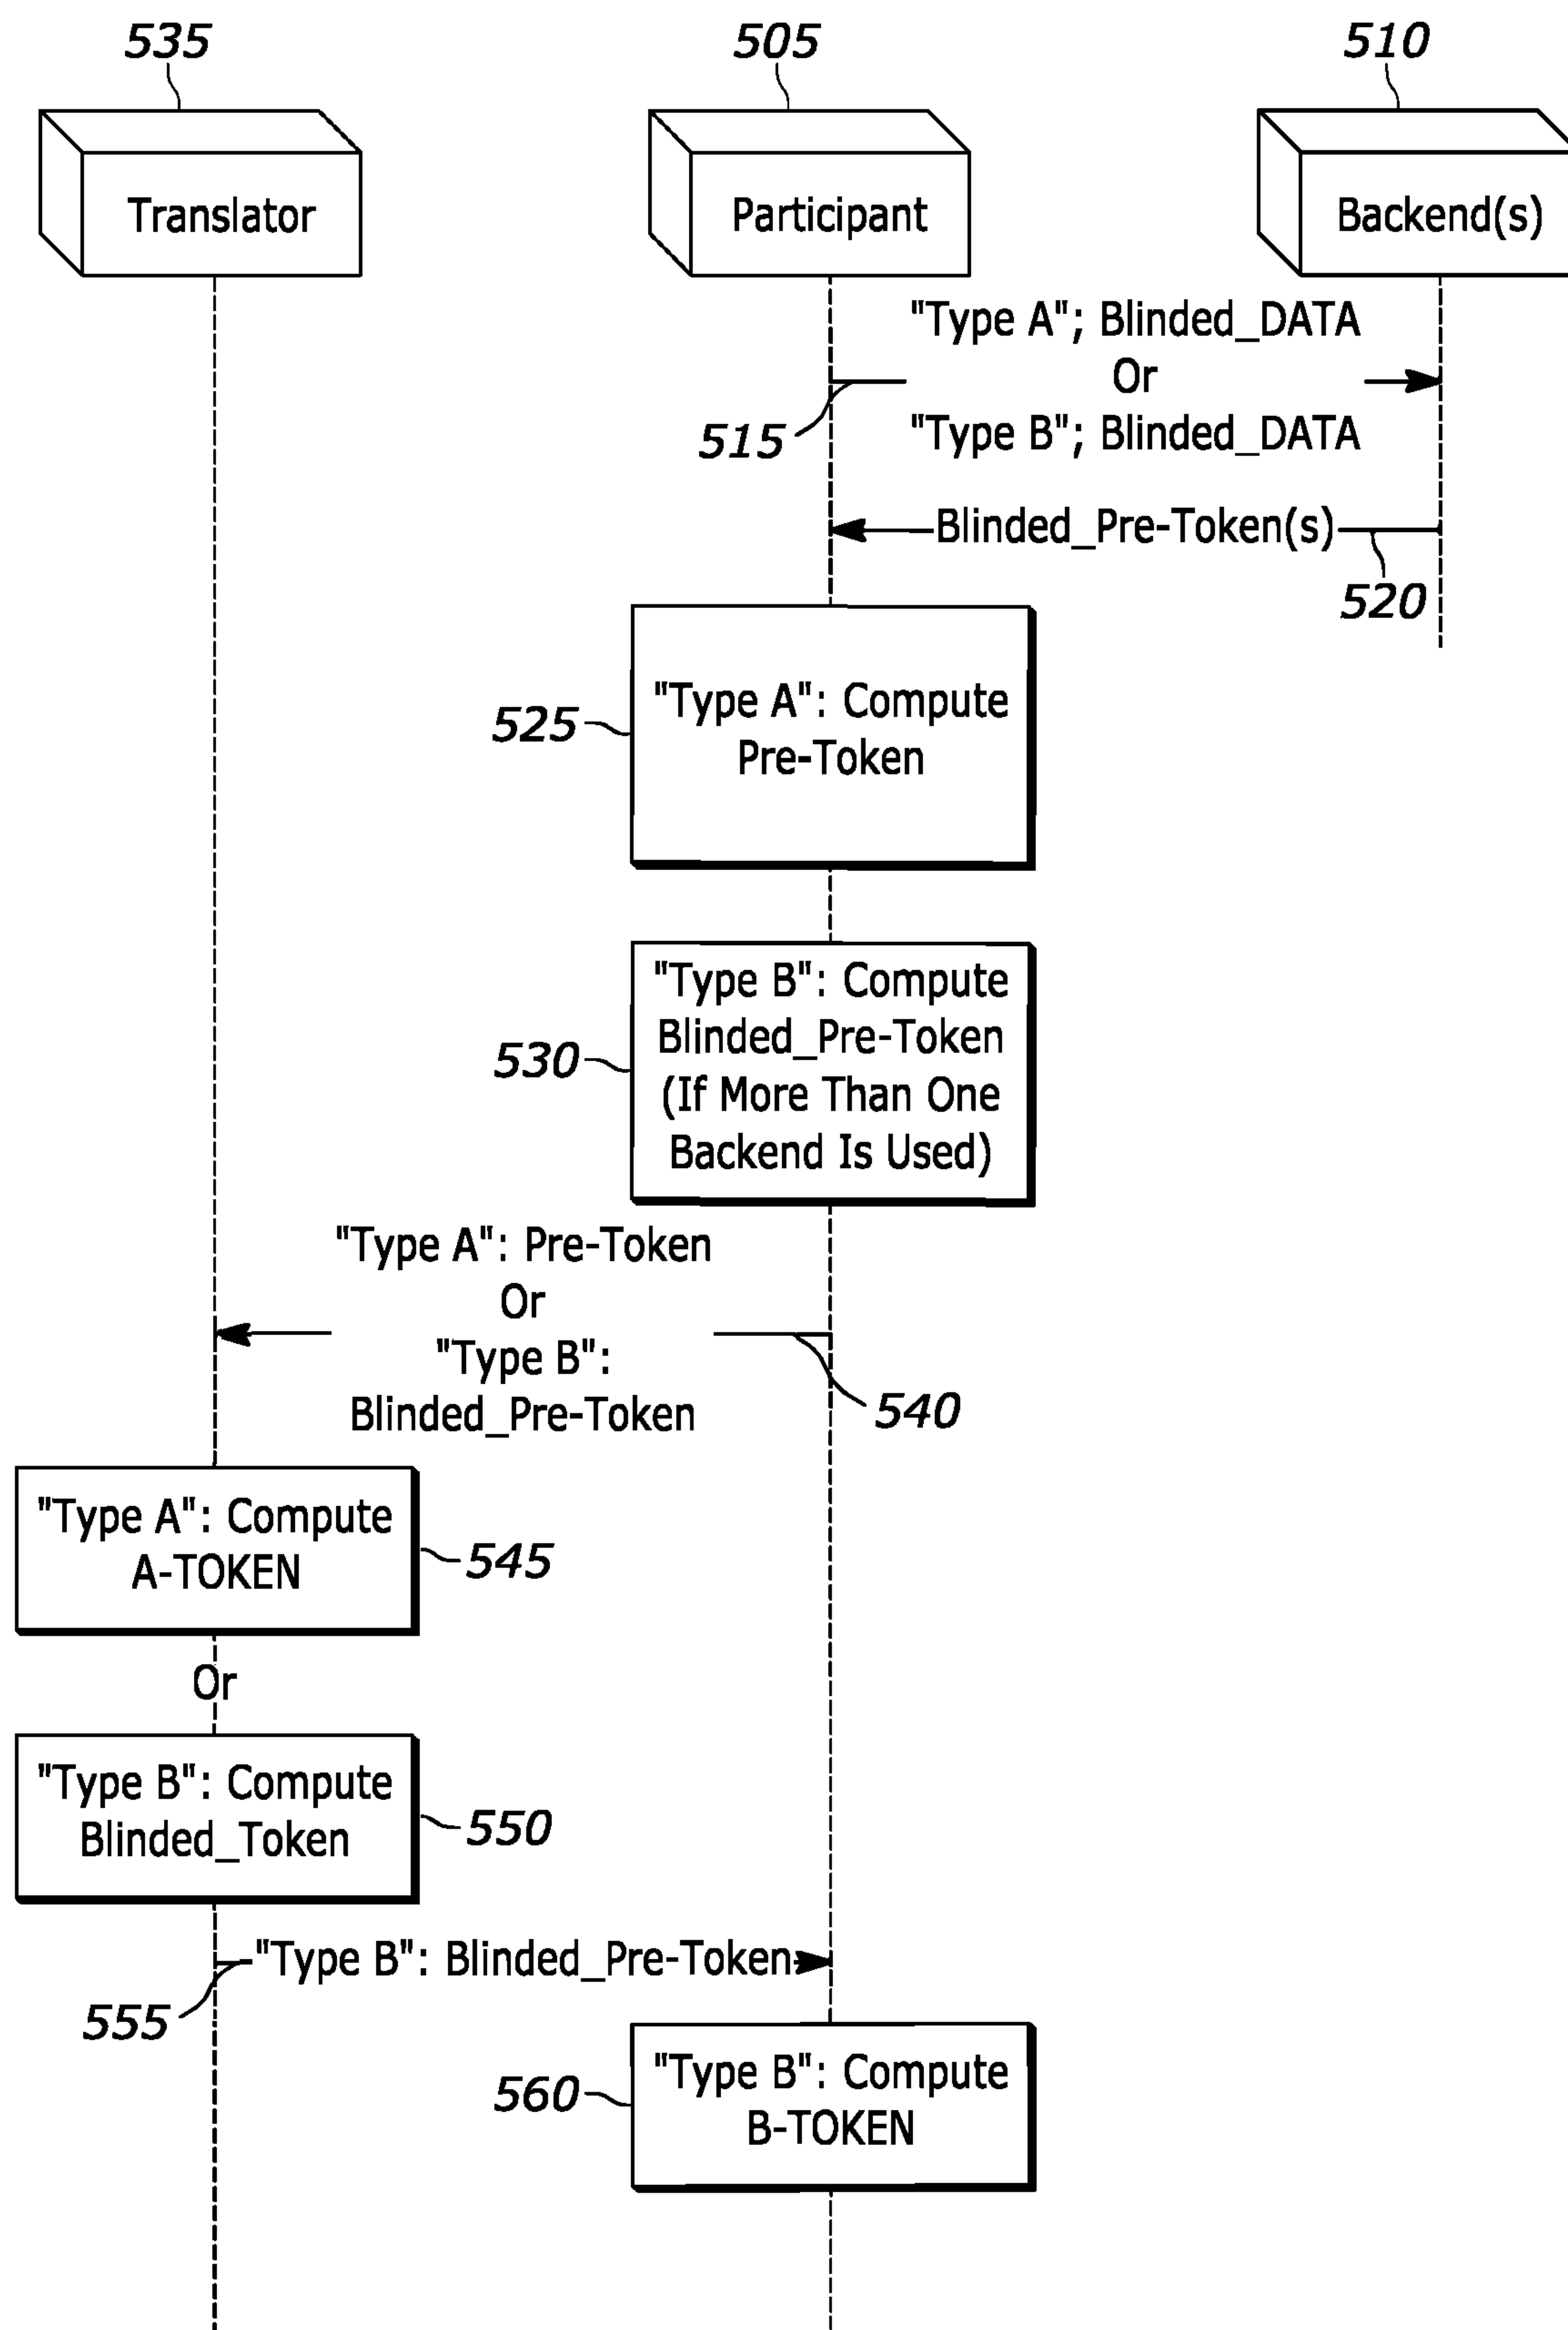 535
505
510
Translator
Participant
Backend(s)
"Type A"; Blinded_DATA
Or
"Type B"; Blinded_DATA
515
Blinded_Pre-Token(s)
520
"Type A": Compute
Pre-Token
525
"Type B": Compute
Blinded_Pre-Token
(If More Than One
Backend Is Used)
530
"Type A": Pre-Token
Or
"Type B":
Blinded_Pre-Token
540
"Type A": Compute
A-TOKEN
545
Or
"Type B": Compute
Blinded_Token
550
"Type B": Blinded_Pre-Token
555
"Type B": Compute
B-TOKEN
560